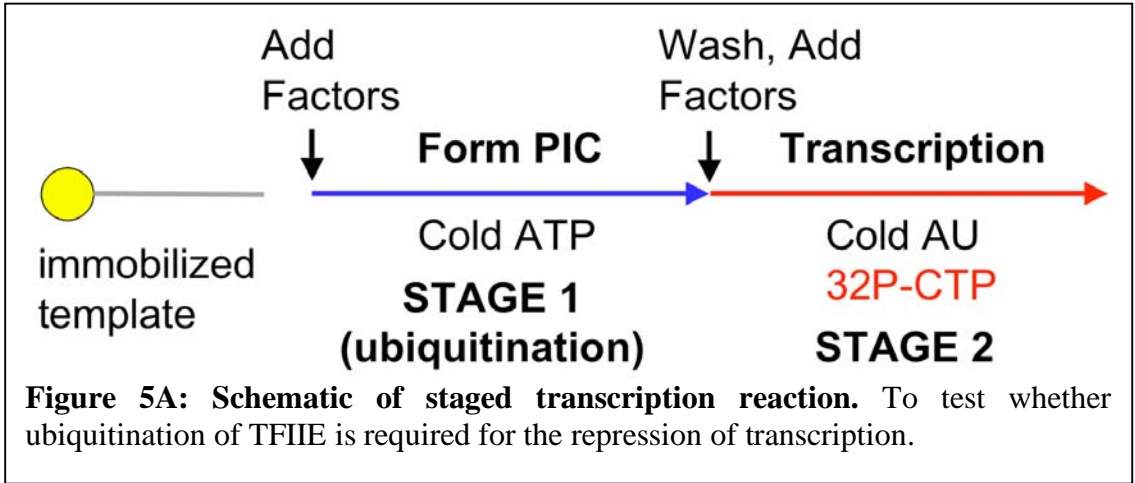 Add
Factors
Wash, Add
Factors
Form PIC
Transcription
immobilized
template
Cold ATP
STAGE 1
(ubiquitination)
Cold AU
32P-CTP
STAGE 2
Figure 5A: Schematic of staged transcription reaction. To test whether
ubiquitination of TFIIE is required for the repression of transcription.